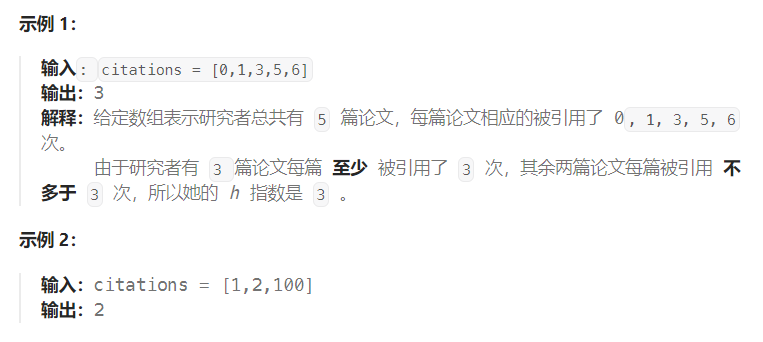 示例 1：
输入：citations = [0,1,3,5,6]
输出：3
解释：给定数组表示研究者总共有 5 篇论文，每篇论文相应的被引用了 0, 1, 3, 5, 6
次。
由于研究者有 3 篇论文每篇 至少 被引用了 3 次，其余两篇论文每篇被引用 不
多于 3 次，所以她的 h 指数是 3 。
示例 2：
输入：citations = [1,2,100]
输出：2